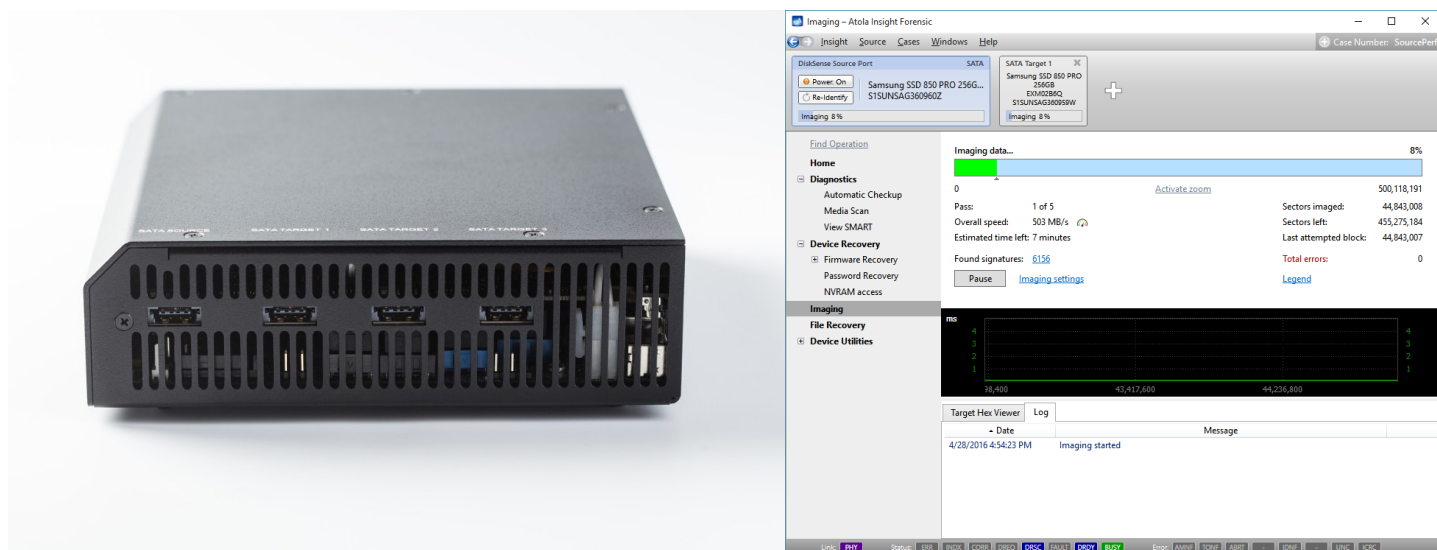 SATA SOURCE SATA TARGET 1 SATA TARGET 2 SATA TARGET 3
Imaging – Atola Insight Forensic
Insight Source Cases Windows Help
Case Number: SourcePerf
DiskSense Source Port SATA
Power: On
Re-Identify
Samsung SSD 850 PRO 256G...
S1SUNSAG360960Z
Imaging 8%
SATA Target 1
Samsung SSD 850 PRO
256GB
EXM02B6Q
S1SUNSAG360959W
Imaging 8%
Find Operation
Home
Diagnostics
Automatic Checkup
Media Scan
View SMART
Device Recovery
Firmware Recovery
Password Recovery
NVRAM access
Imaging
File Recovery
Device Utilities
Imaging data... 8%
0 Activate zoom 500,118,191
Pass: 1 of 5 Sectors imaged: 44,843,008
Overall speed: 503 MB/s Sectors left: 455,275,184
Estimated time left: 7 minutes Last attempted block: 44,843,007
Found signatures: 6156 Total errors: 0
Pause Imaging settings Legend
ms
4 4
3 3
2 2
1 1
98,400 43,417,600 44,236,800
Target Hex Viewer Log
Date Message
4/28/2016 4:54:23 PM Imaging started
Link: PHY Status: ERR INDX CORR DREQ DRSC FAULT DRDY BUSY Error: AMNF TONF ABRT - IDNF - UNC ICRC